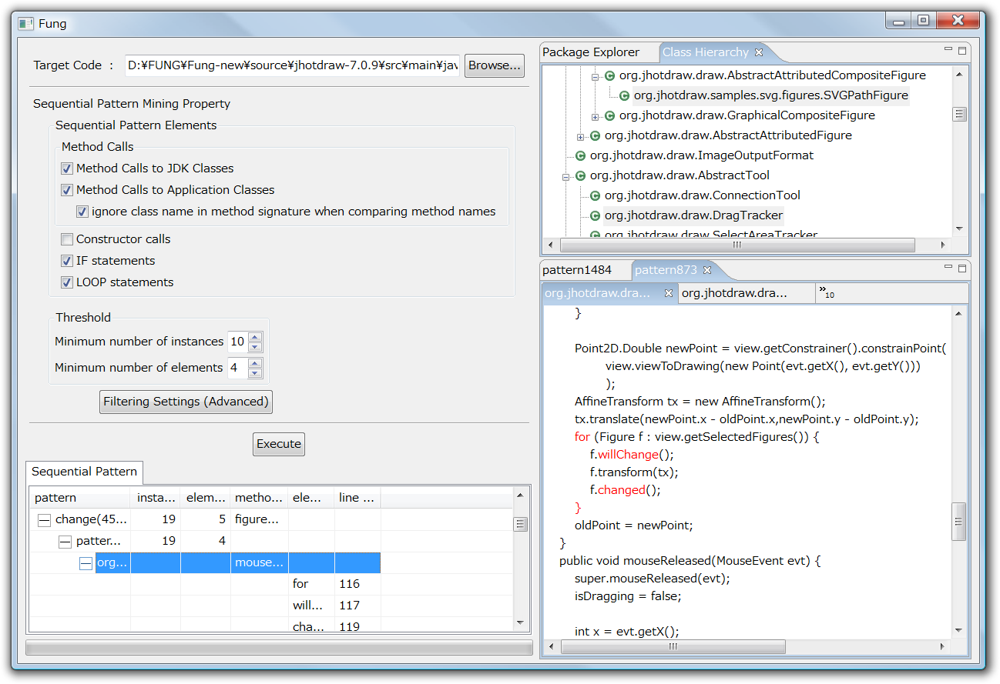 Fung
Target Code :
D:¥FUNG¥Fung-new¥source¥jhotdraw-7.0.9¥src¥main¥jav
Browse...
Sequential Pattern Mining Property
Sequential Pattern Elements
Method Calls
Method Calls to JDK Classes
Method Calls to Application Classes
ignore class name in method signature when comparing method names
Constructor calls
IF statements
LOOP statements
Threshold
Minimum number of instances 10
Minimum number of elements 4
Filtering Settings (Advanced)
Execute
Sequential Pattern
pattern insta... elem... metho... ele... line ...
change(45... 19 5 figure...
patter... 19 4
org... mouse...
for 116
will... 117
cha... 119
Package Explorer Class Hierarchy
org.jhotdraw.draw.AbstractAttributedCompositeFigure
org.jhotdraw.samples.svg.figures.SVGPathFigure
org.jhotdraw.draw.GraphicalCompositeFigure
org.jhotdraw.draw.AbstractAttributedFigure
org.jhotdraw.draw.ImageOutputFormat
org.jhotdraw.draw.AbstractTool
org.jhotdraw.draw.ConnectionTool
org.jhotdraw.draw.DragTracker
org.jhotdraw.draw.SelectAreaTracker
pattern1484 pattern873
org.jhotdraw.dra... org.jhotdraw.dra... »10
}
Point2D.Double newPoint = view.getConstrainer().constrainPoint(
view.viewToDrawing(new Point(evt.getX(), evt.getY()))
);
AffineTransform tx = new AffineTransform();
tx.translate(newPoint.x - oldPoint.x,newPoint.y - oldPoint.y);
for (Figure f : view.getSelectedFigures()) {
f.willChange();
f.transform(tx);
f.changed();
}
oldPoint = newPoint;
}
public void mouseReleased(MouseEvent evt) {
super.mouseReleased(evt);
isDragging = false;
int x = evt.getX();